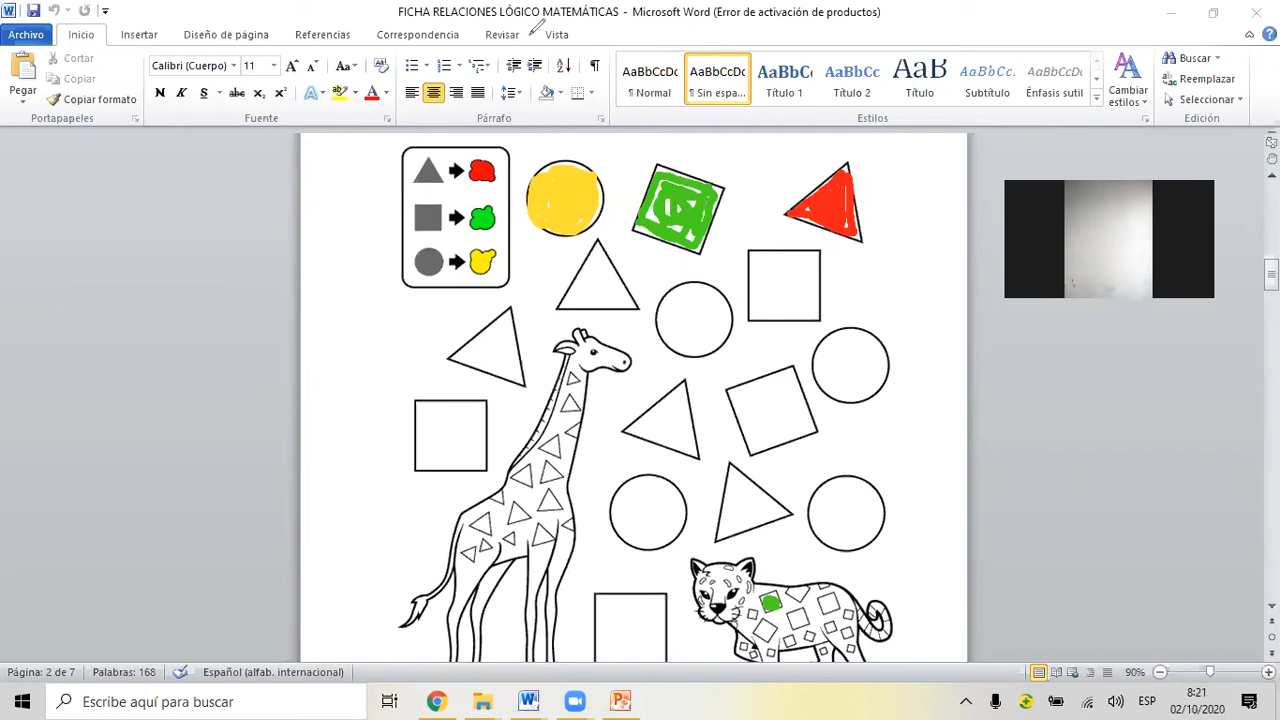 FICHA RELACIONES LÓGICO MATEMÁTICAS - Microsoft Word (Error de activación de productos)
Archivo Inicio Insertar Diseño de página Referencias Correspondencia Revisar Vista
Pegar
Cortar
Copiar
Copiar formato
Portapapeles
Calibri (Cuerpo) 11
N K S
Fuente
Párrafo
AaBbCcDc AaBbCcDc AaBbC AaBbCc AaB AaBbCc. AaBbCcDc
¶ Normal ¶ Sin espa... Título 1 Título 2 Título Subtítulo Énfasis sutil
Cambiar estilos
Estilos
Buscar
Reemplazar
Seleccionar
Edición
Página: 2 de 7 Palabras: 168 Español (alfab. internacional) 90%
Escribe aquí para buscar
ESP
8:21
02/10/2020